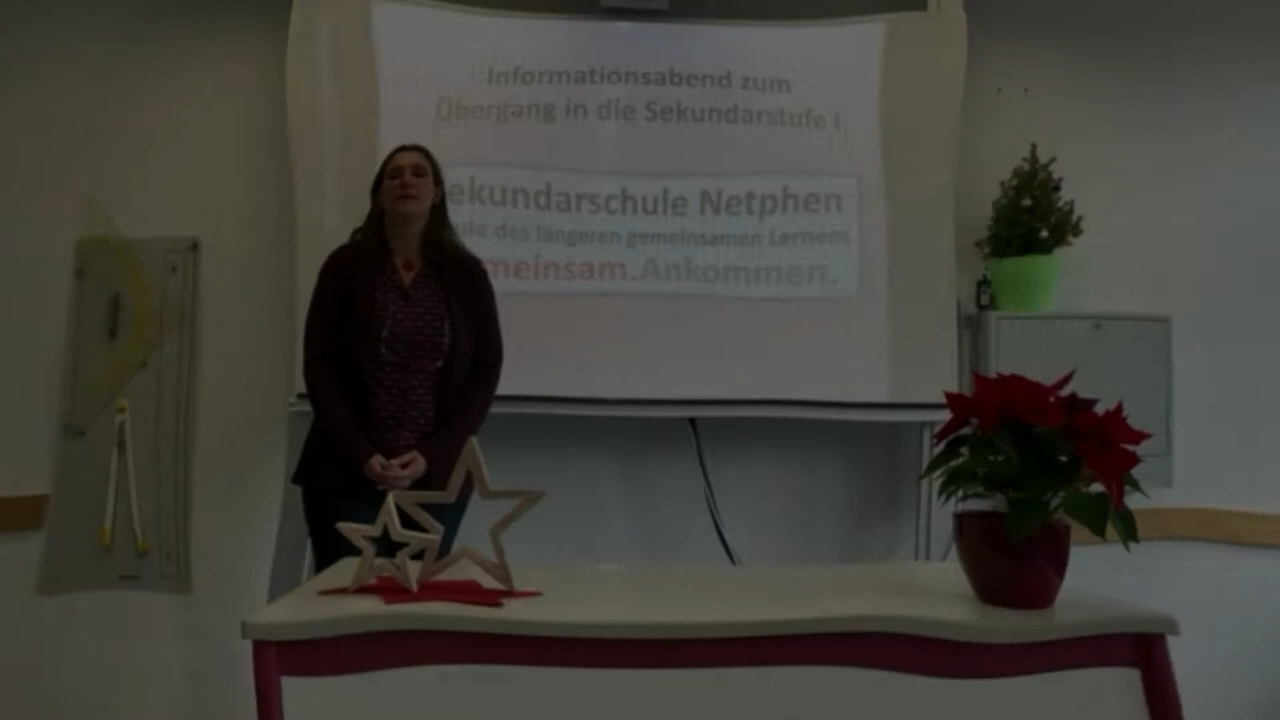 Informationsabend zum
Übergang in die Sekundarstufe I
ekundarschule Netphen
ule des längeren gemeinsamen Lernens
meinsam.Ankommen.